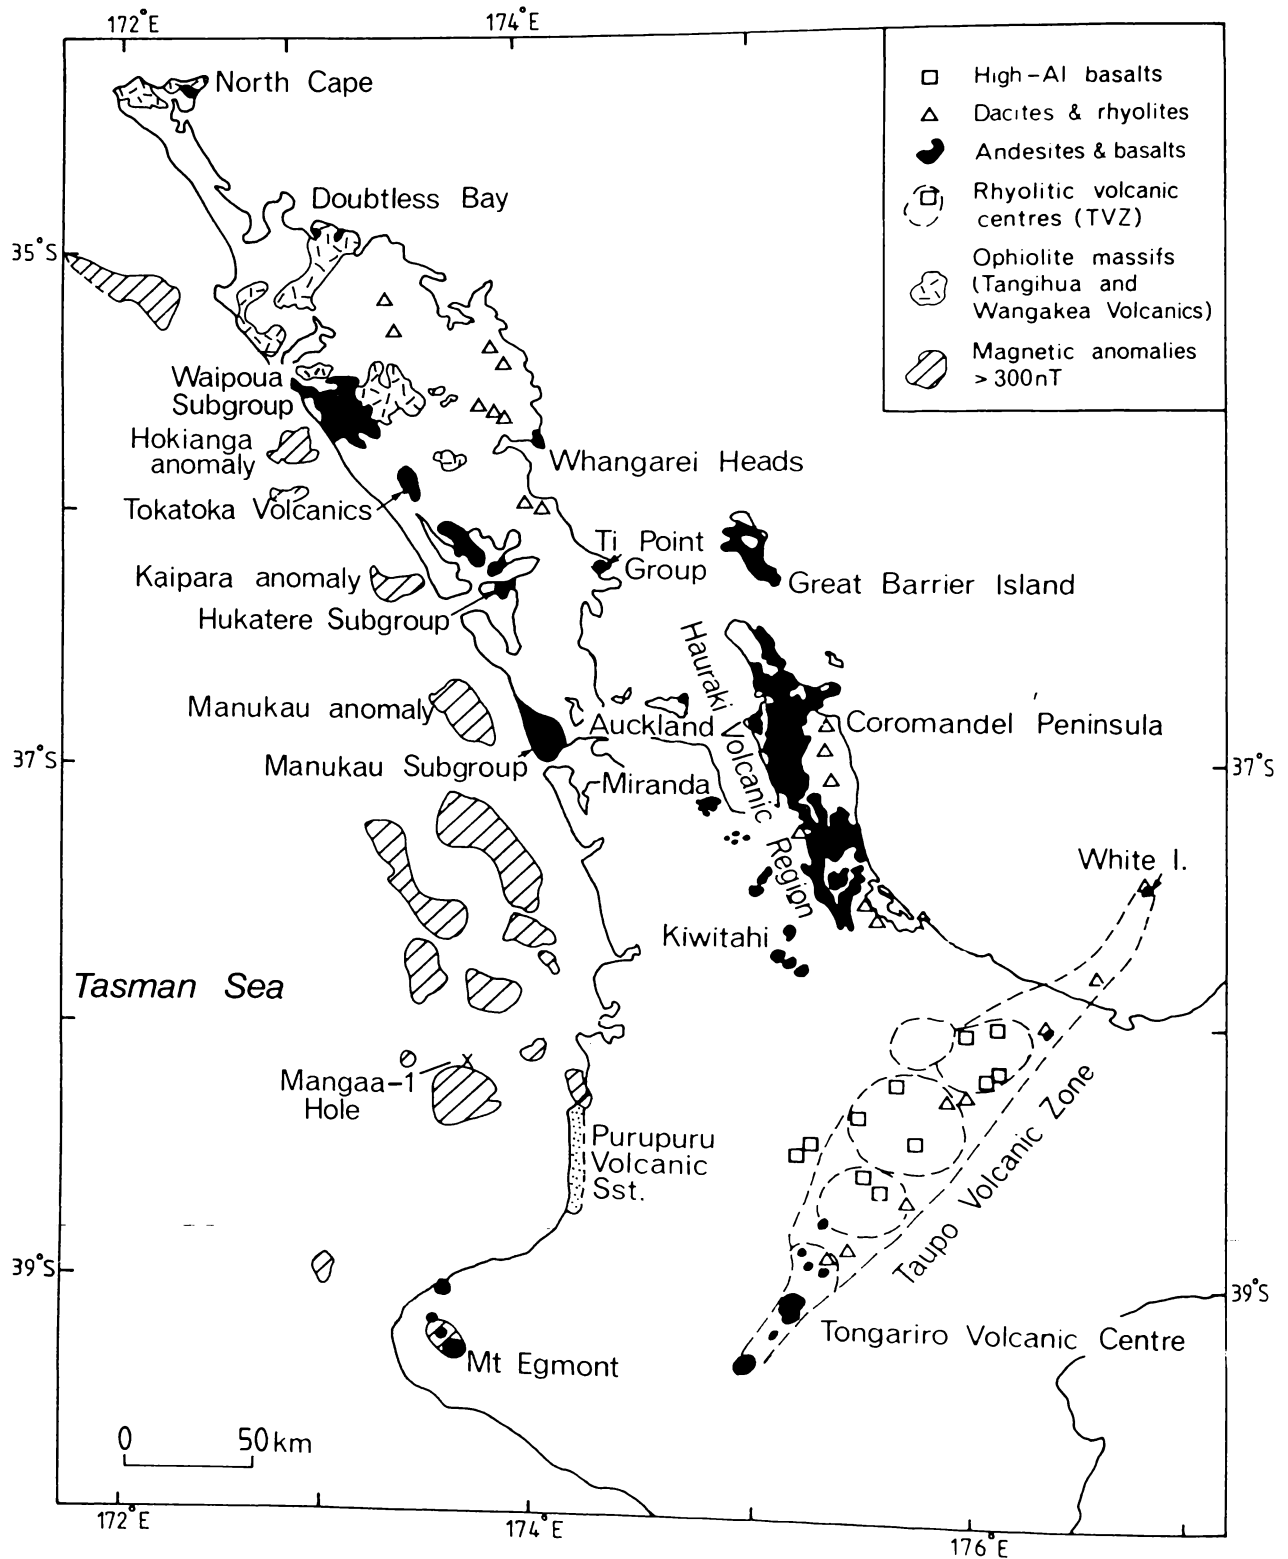 172°E
174°E
North Cape
Doubtless Bay
35°S
High-Al basalts
Dacites & rhyolites
Andesites & basalts
Rhyolitic volcanic
centres (TVZ)
Ophiolite massifs
(Tangihua and
Wangakea Volcanics)
Magnetic anomalies
>300nT
Waipoua
Subgroup
Hokianga
anomaly
Whangarei Heads
Tokatoka Volcanics
Ti Point
Group
Kaipara anomaly
Great Barrier Island
Hukatere Subgroup
Hauraki Volcanic Region
Manukau anomaly
Auckland
Coromandel Peninsula
37°S
Manukau Subgroup
37°S
Miranda
White I.
Kiwitahi
Tasman Sea
Mangaa-1
Hole
Purupuru
Volcanic
Sst.
Taupo Volcanic Zone
39°S
39°S
Tongariro Volcanic Centre
Mt Egmont
0 50km
172°E
174°E
176°E
X